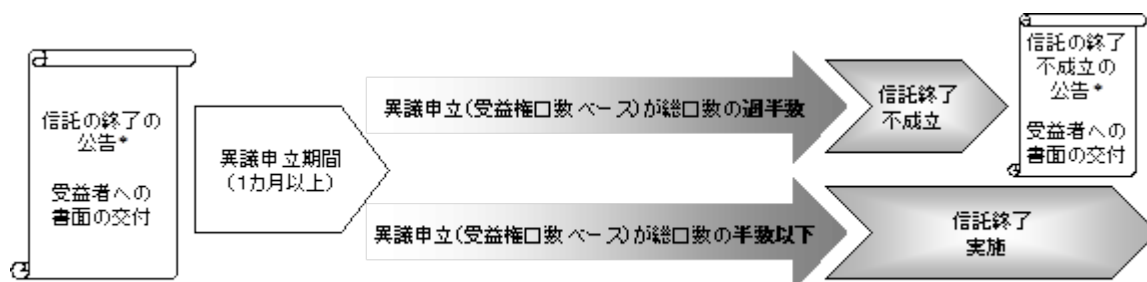 信託の終了の
公告*
受益者への
書面の交付
異議申立期間
(1カ月以上)
異議申立(受益権口数ベース)が総口数の過半数
信託終了
不成立
信託の終了
不成立の
公告*
受益者への
書面の交付
異議申立(受益権口数ベース)が総口数の半数以下
信託終了
実施